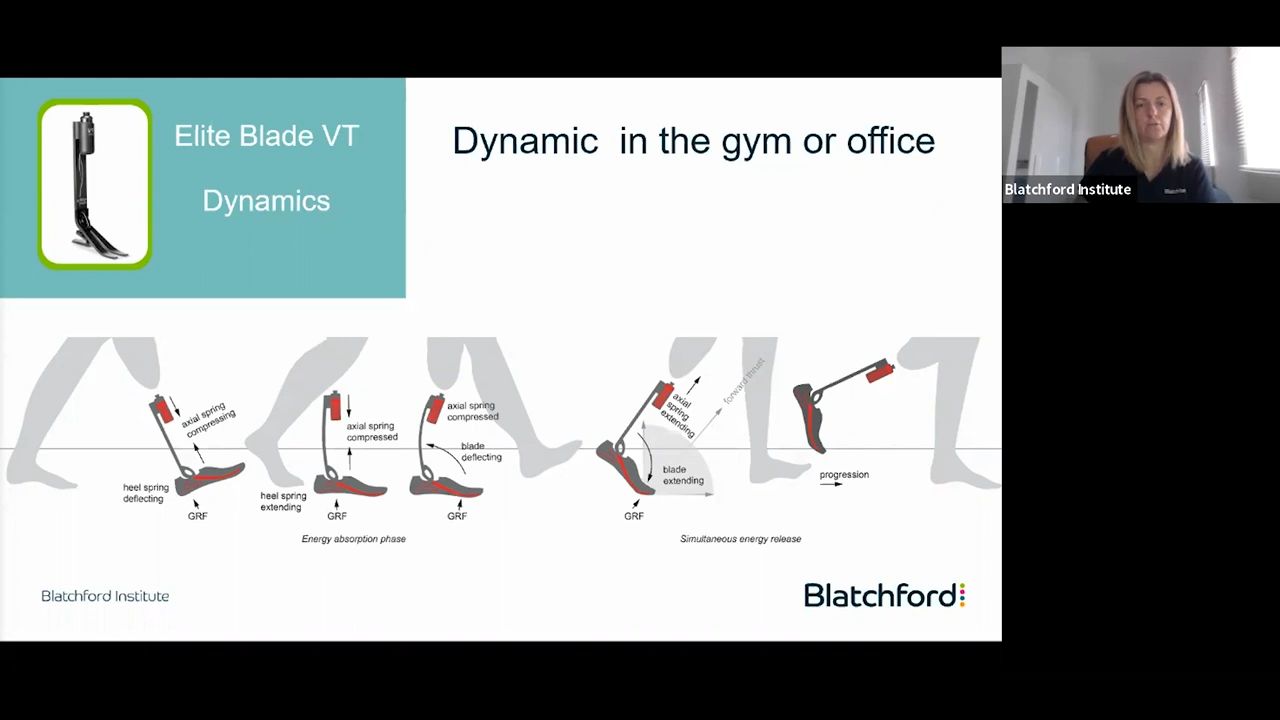 Elite Blade VT
Dynamics
Dynamic in the gym or office
Blatchford Institute
axial spring
compressing
heel spring
deflecting
GRF
axial spring
compressed
heel spring
extending
GRF
axial spring
compressed
blade
deflecting
GRF
Energy absorption phase
axial
spring
extending
forward thrust
blade
extending
GRF
progression
Simultaneous energy release
Blatchford Institute
Blatchford